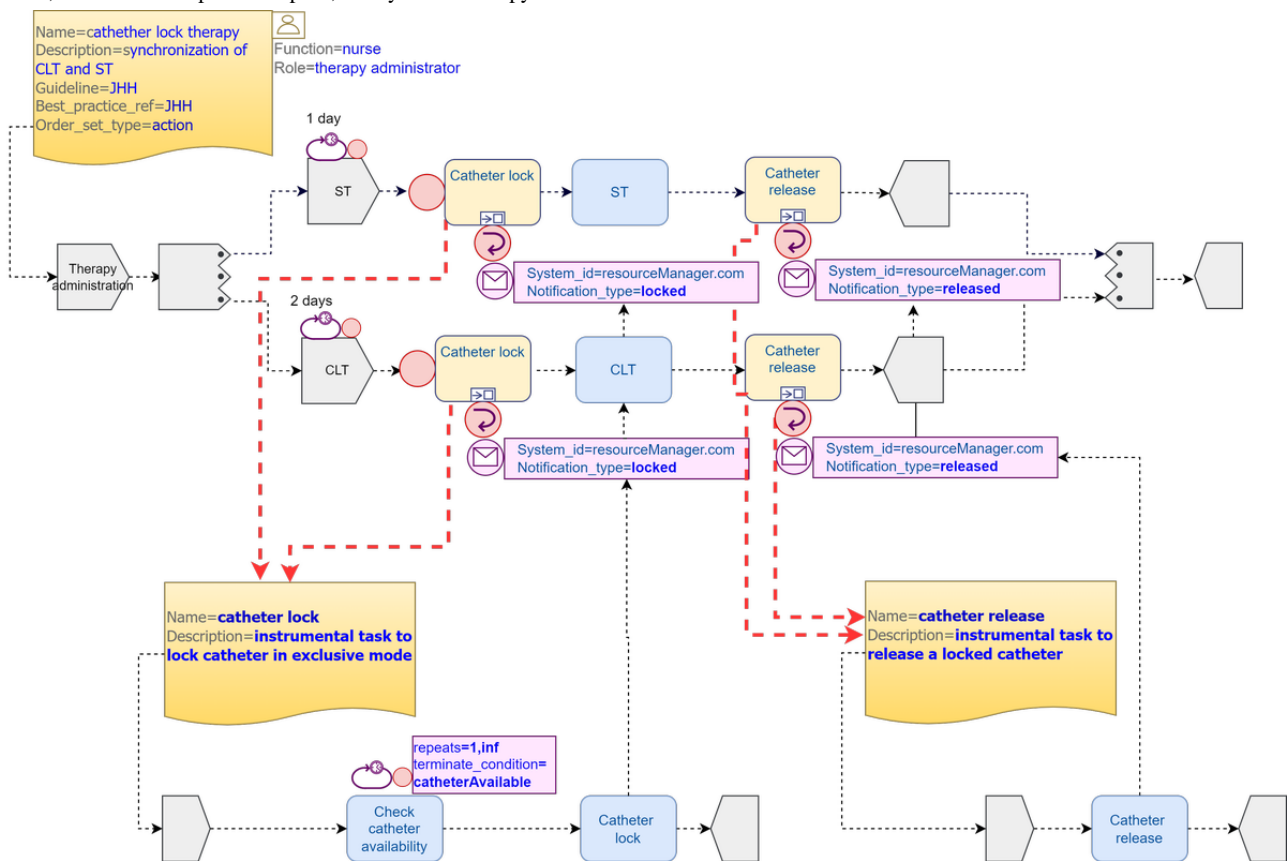 Name=cathether lock therapy
Description=synchronization of
CLT and ST
Guideline=JHH
Best_practice_ref=JHH
Order_set_type=action
Function=nurse
Role=therapy administrator
1 day
ST
Catheter lock
ST
Catheter
release
Therapy
administration
System_id=resourceManager.com
Notification_type=locked
System_id=resourceManager.com
Notification_type=released
2 days
CLT
Catheter lock
CLT
Catheter
release
System_id=resourceManager.com
Notification_type=locked
System_id=resourceManager.com
Notification_type=released
Name=catheter lock
Description=instrumental task to
lock catheter in exclusive mode
Name=catheter release
Description=instrumental task to
release a locked catheter
repeats=1,inf
terminate_condition=
catheterAvailable
Check
catheter
availability
Catheter
lock
Catheter
release